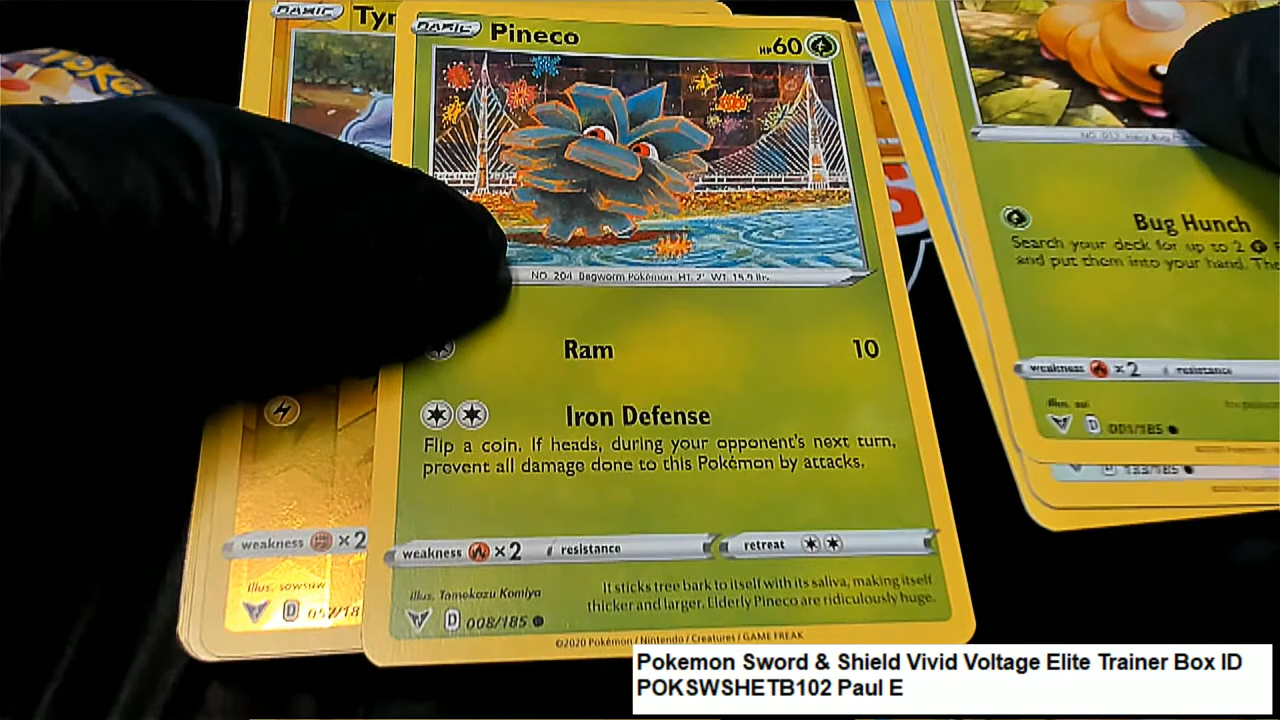 BASIC Tyr
BASIC Pineco HP60
NO. 204 Bagworm Pokémon HT. 2' WT. 15.9 lbs.
Ram 10
Iron Defense
Flip a coin. If heads, during your opponent's next turn,
prevent all damage done to this Pokémon by attacks.
weakness ×2 resistance retreat
Illus. Tomokazu Komiya
It sticks tree bark to itself with its saliva, making itself
thicker and larger. Elderly Pineco are ridiculously huge.
D 008/185
©2020 Pokémon / Nintendo / Creatures / GAME FREAK
weakness ×2
Illus. sowsow
D
Bug Hunch
Search your deck for up to 2
and put them into your hand. The
weakness ×2 resistance
Illus. sui
D 001/185
133/185
Pokemon Sword & Shield Vivid Voltage Elite Trainer Box ID
POKSWSHETB102 Paul E